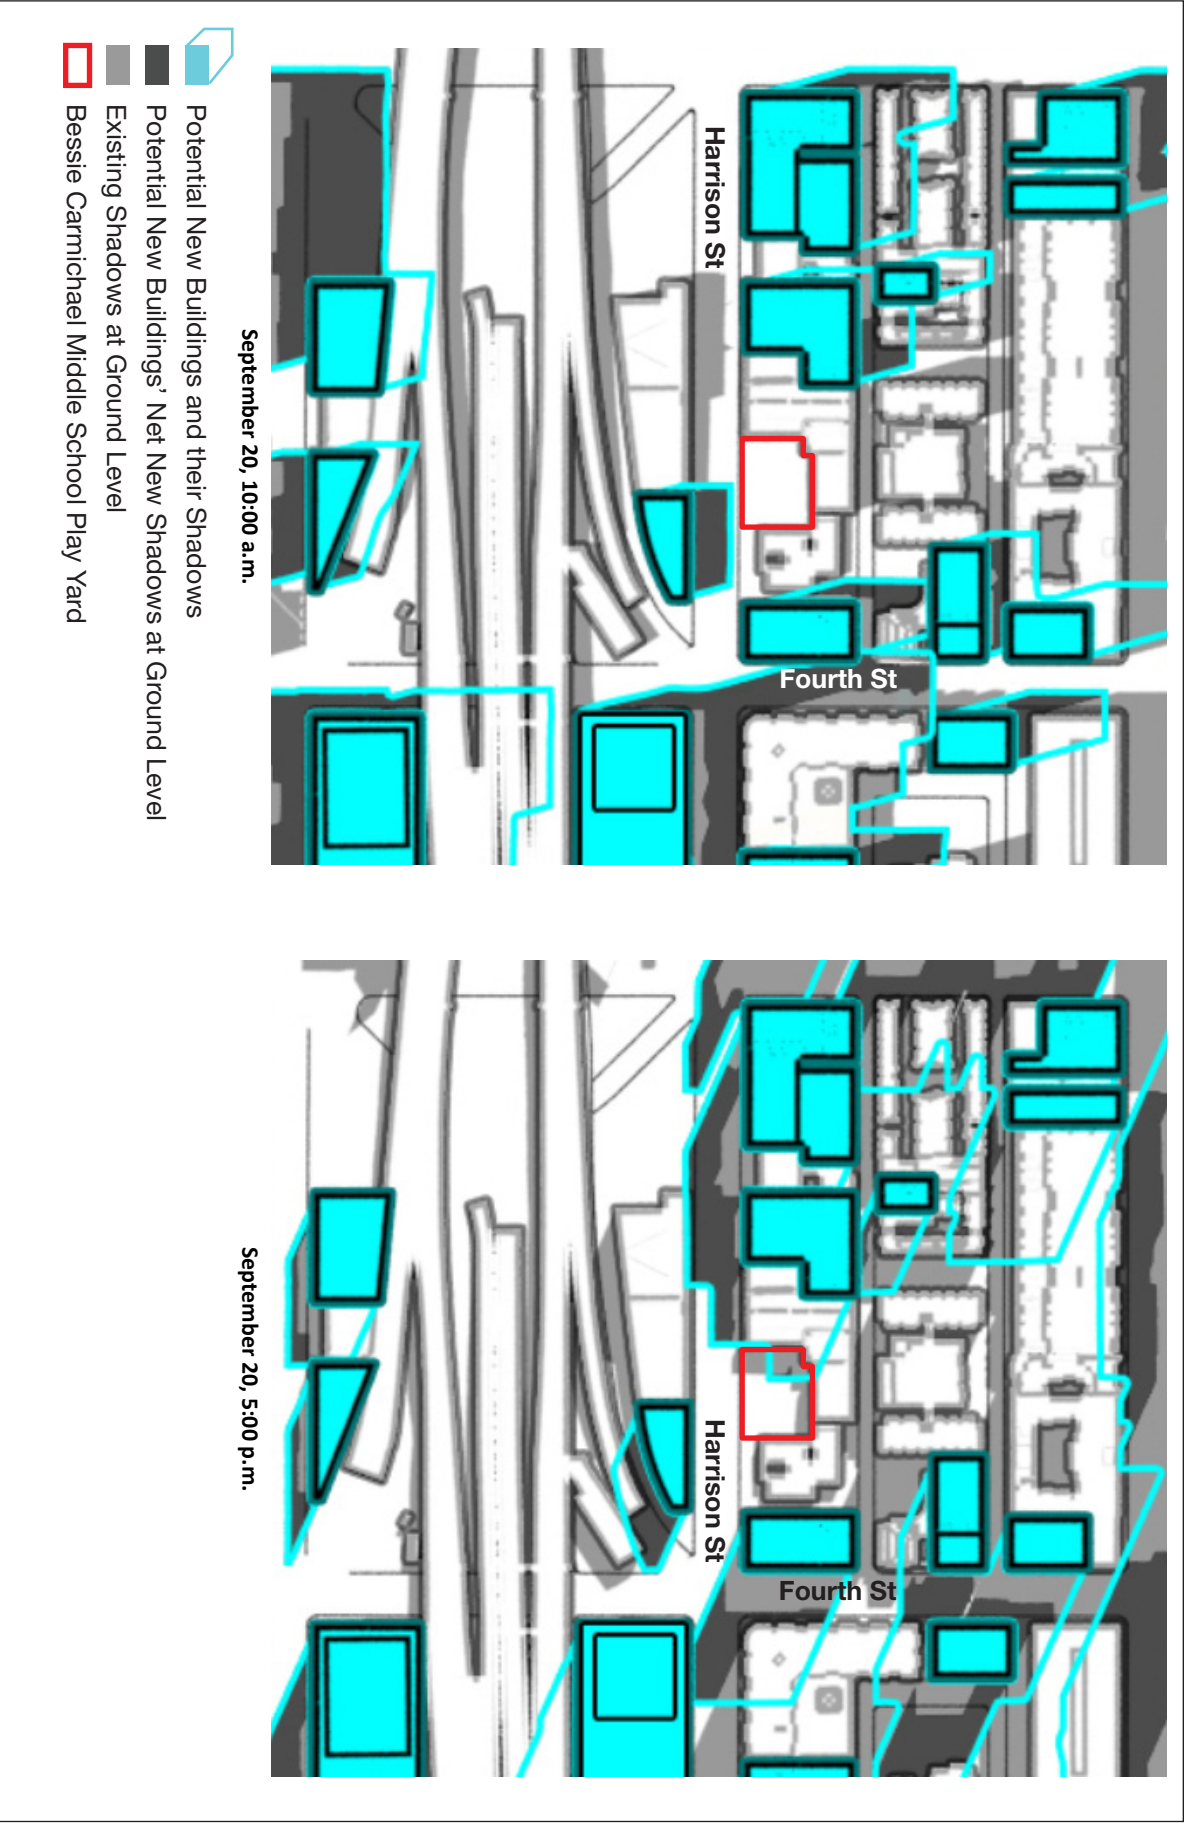 Harrison St
Fourth St
September 20, 10:00 a.m.
Harrison St
Fourth St
September 20, 5:00 p.m.
Potential New Buildings and their Shadows
Potential New Buildings’ Net New Shadows at Ground Level
Existing Shadows at Ground Level
Bessie Carmichael Middle School Play Yard